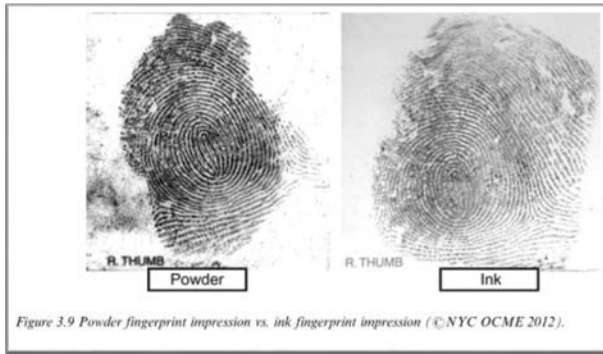 R. THUMB
R. THUMB
Powder
Ink
Figure 3.9 Powder fingerprint impression vs. ink fingerprint impression (©NYC OCME 2012).